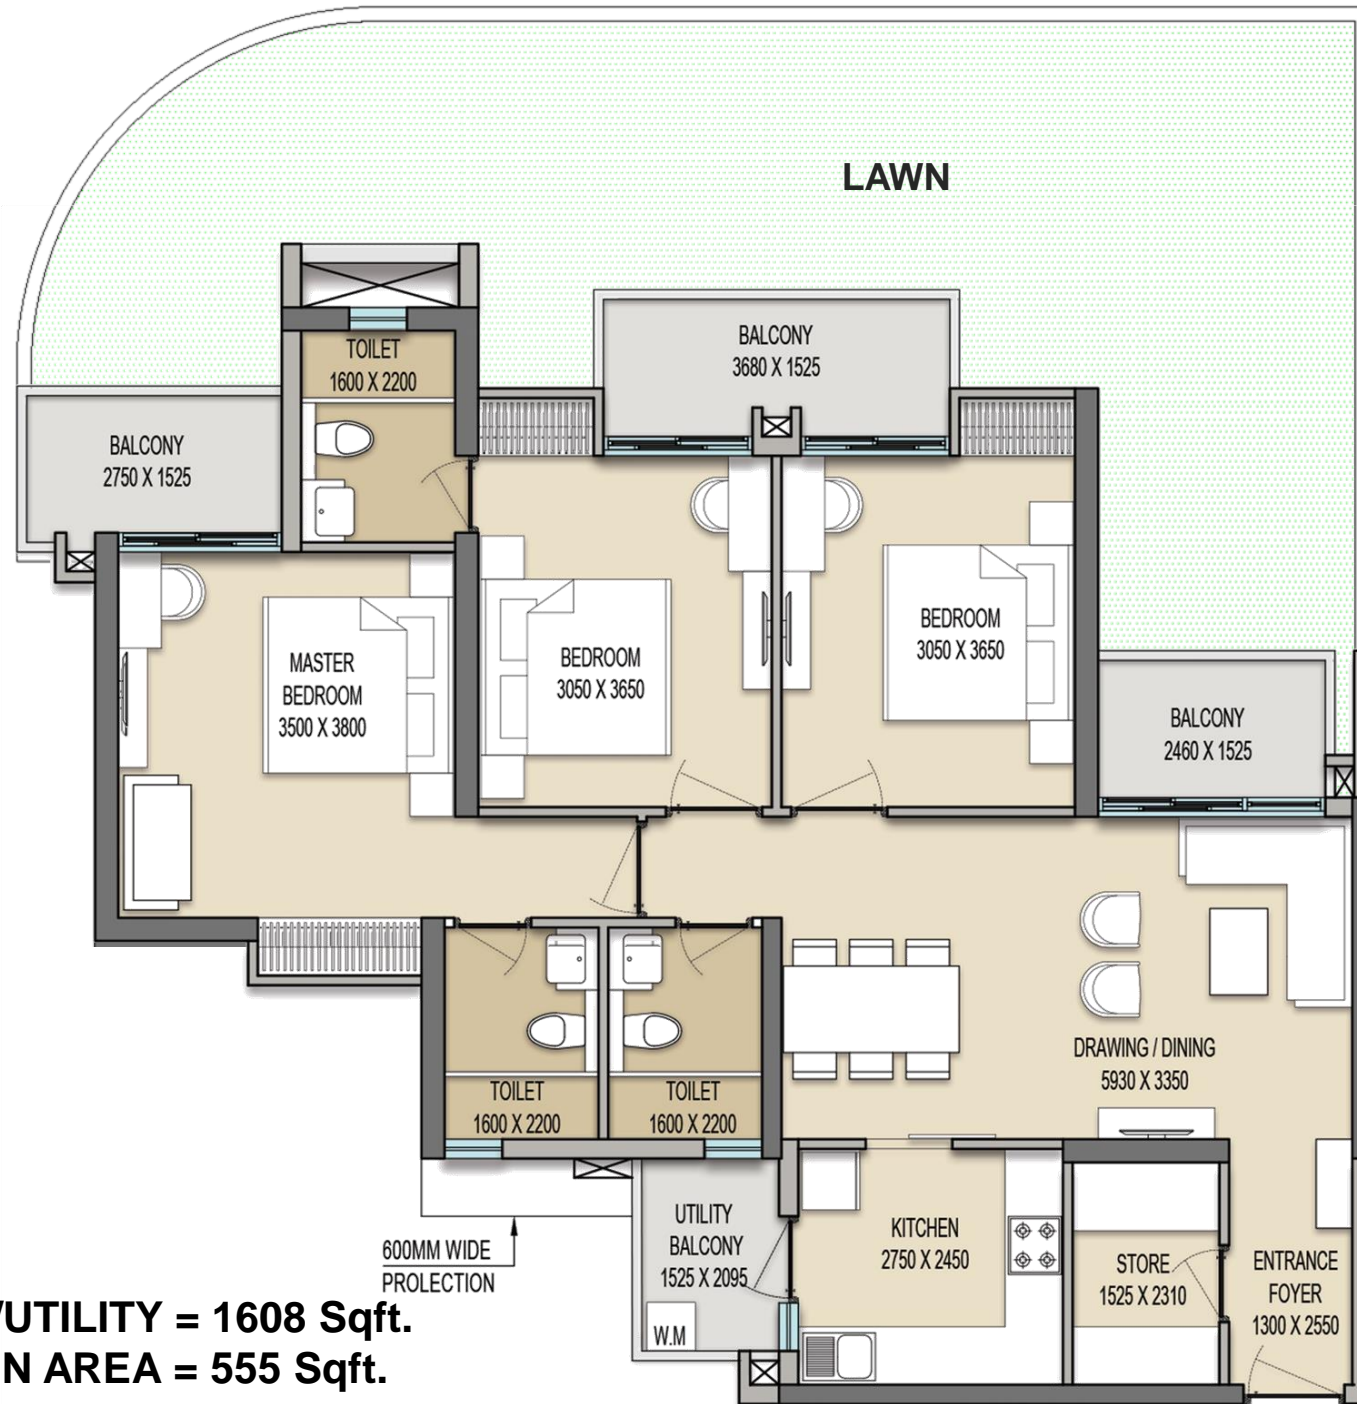 LAWN
TOILET
1600 X 2200
BALCONY
3680 X 1525
BALCONY
2750 X 1525
MASTER
BEDROOM
3500 X 3800
BEDROOM
3050 X 3650
BEDROOM
3050 X 3650
BALCONY
2460 X 1525
DRAWING / DINING
5930 X 3350
TOILET
1600 X 2200
TOILET
1600 X 2200
UTILITY
BALCONY
1525 X 2095
W.M
KITCHEN
2750 X 2450
STORE
1525 X 2310
ENTRANCE
FOYER
1300 X 2550
600MM WIDE
PROLECTION
/UTILITY = 1608 Sqft.
N AREA = 555 Sqft.